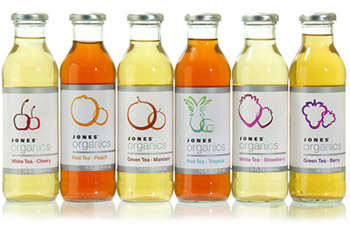 JONES
organics
White Tea • Cherry
JONES
organics
Red Tea • Peach
JONES
organics
Green Tea • Mandarin
JONES
organics
Red Tea • Tropical
JONES
organics
White Tea • Strawberry
JONES
organics
Green Tea • Berry